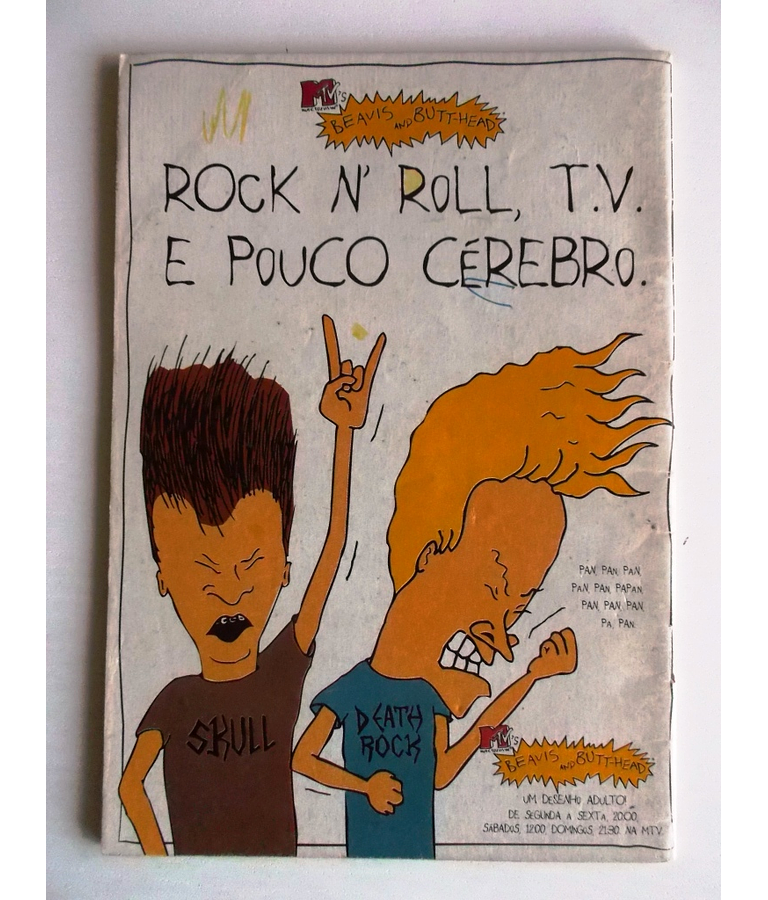 MTV's
BEAVIS AND BUTT-HEAD
ROCK N' ROLL, T.V.
E POUCO CÉREBRO.
PAN, PAN, PAN,
PAN, PAN, PAPAN,
PAN, PAN, PAN,
PA, PAN.
SKULL
DEATH
ROCK
MTV's
BEAVIS AND BUTT-HEAD
UM DESENHO ADULTO!
DE SEGUNDA A SEXTA, 20:00,
SÁBADOS, 12:00, DOMINGOS, 21:30, NA MTV.